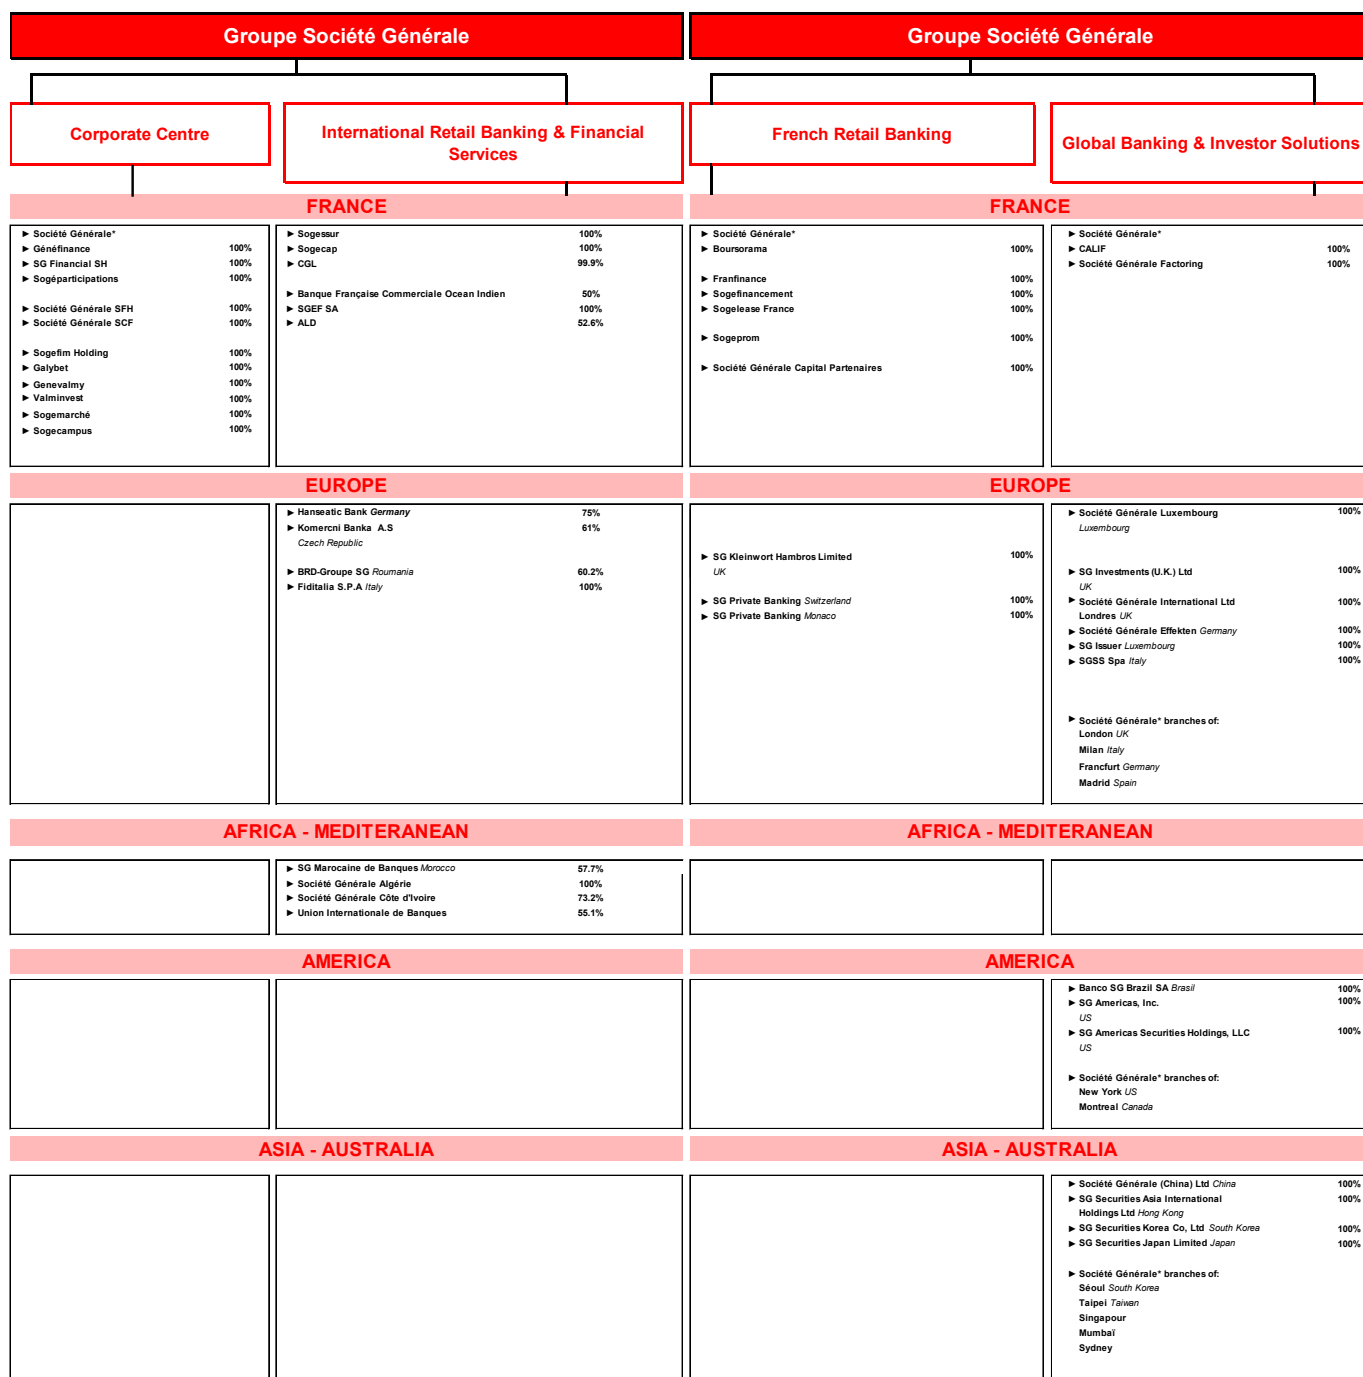 Groupe Société Générale
Corporate Centre
International Retail Banking & Financial
Services
FRANCE
► Société Générale*
► Généfinance 100%
► SG Financial SH 100%
► Sogéparticipations 100%
► Société Générale SFH 100%
► Société Générale SCF 100%
► Sogefim Holding 100%
► Galybet 100%
► Genevalmy 100%
► Valminvest 100%
► Sogemarché 100%
► Sogecampus 100%
► Sogessur 100%
► Sogecap 100%
► CGL 99.9%
► Banque Française Commerciale Ocean Indien 50%
► SGEF SA 100%
► ALD 52.6%
EUROPE
► Hanseatic Bank Germany 75%
► Komercni Banka A.S 61%
Czech Republic
► BRD-Groupe SG Roumania 60.2%
► Fiditalia S.P.A Italy 100%
AFRICA - MEDITERANEAN
► SG Marocaine de Banques Morocco 57.7%
► Société Générale Algérie 100%
► Société Générale Côte d'Ivoire 73.2%
► Union Internationale de Banques 55.1%
AMERICA
ASIA - AUSTRALIA
Groupe Société Générale
French Retail Banking
Global Banking & Investor Solutions
FRANCE
► Société Générale*
► Boursorama 100%
► Franfinance 100%
► Sogefinancement 100%
► Sogelease France 100%
► Sogeprom 100%
► Société Générale Capital Partenaires 100%
► Société Générale*
► CALIF 100%
► Société Générale Factoring 100%
EUROPE
► SG Kleinwort Hambros Limited 100%
UK
► SG Private Banking Switzerland 100%
► SG Private Banking Monaco 100%
► Société Générale Luxembourg 100%
Luxembourg
► SG Investments (U.K.) Ltd 100%
UK
► Société Générale International Ltd 100%
Londres UK
► Société Générale Effekten Germany 100%
► SG Issuer Luxembourg 100%
► SGSS Spa Italy 100%
► Société Générale* branches of:
London UK
Milan Italy
Francfurt Germany
Madrid Spain
AFRICA - MEDITERANEAN
AMERICA
► Banco SG Brazil SA Brasil 100%
► SG Americas, Inc. 100%
US
► SG Americas Securities Holdings, LLC 100%
US
► Société Générale* branches of:
New York US
Montreal Canada
ASIA - AUSTRALIA
► Société Générale (China) Ltd China 100%
► SG Securities Asia International 100%
Holdings Ltd Hong Kong
► SG Securities Korea Co, Ltd South Korea 100%
► SG Securities Japan Limited Japan 100%
► Société Générale* branches of:
Séoul South Korea
Taipei Taiwan
Singapour
Mumbaï
Sydney